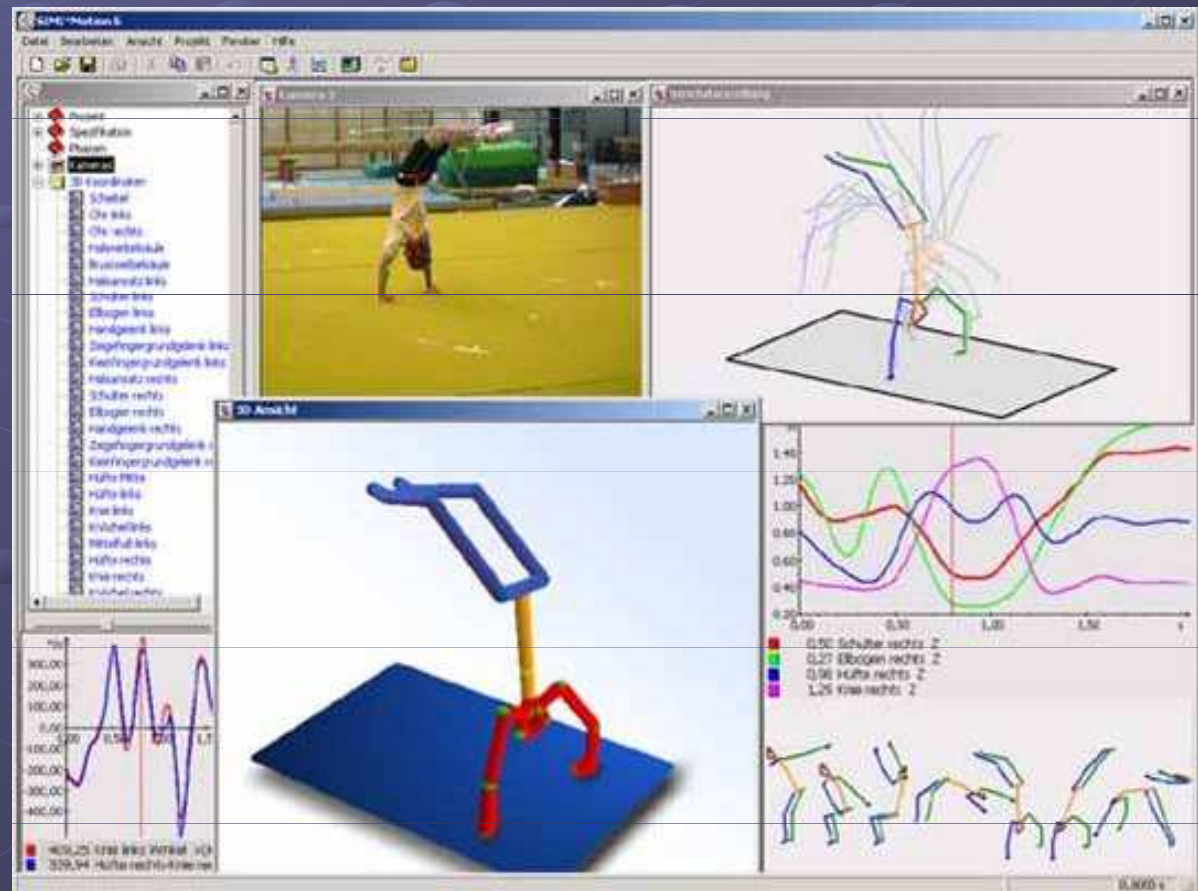 SIMI°Motion 6
Datei Bearbeiten Ansicht Projekt Fenster Hilfe
Projekt
Spezifikation
Phasen
Kameras
3D-Koordinaten
Scheitel
Ohr links
Ohr rechts
Halswirbelsäule
Brustwirbelsäule
Halsansatz links
Schulter links
Ellbogen links
Handgelenk links
Zeigefingergrundgelenk links
Kleinfingergrundgelenk links
Halsansatz rechts
Schulter rechts
Ellbogen rechts
Handgelenk rechts
Zeigefingergrundgelenk r
Kleinfingergrundgelenk r
Hüfte Mitte
Hüfte links
Knie links
Knöchel links
Mittelfuß links
Hüfte rechts
Knie rechts
Knöchel rechts
3D Ansicht
1.40
1.20
1.00
0.80
0.60
0.40
0.20
0,00 0,50 1,00 1,50 s
0,50 Schulter rechts Z
0,27 Ellbogen rechts Z
0,98 Hüfte rechts Z
1,29 Knie rechts Z
300,00
200,00
100,00
0,00
-100,00
-200,00
-300,00
-400,00